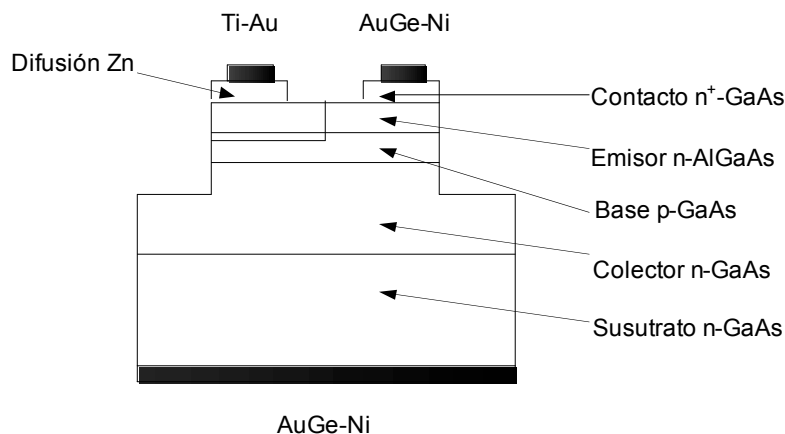 Ti-Au
AuGe-Ni
Difusión Zn
Contacto n⁺-GaAs
Emisor n-AlGaAs
Base p-GaAs
Colector n-GaAs
Susutrato n-GaAs
AuGe-Ni